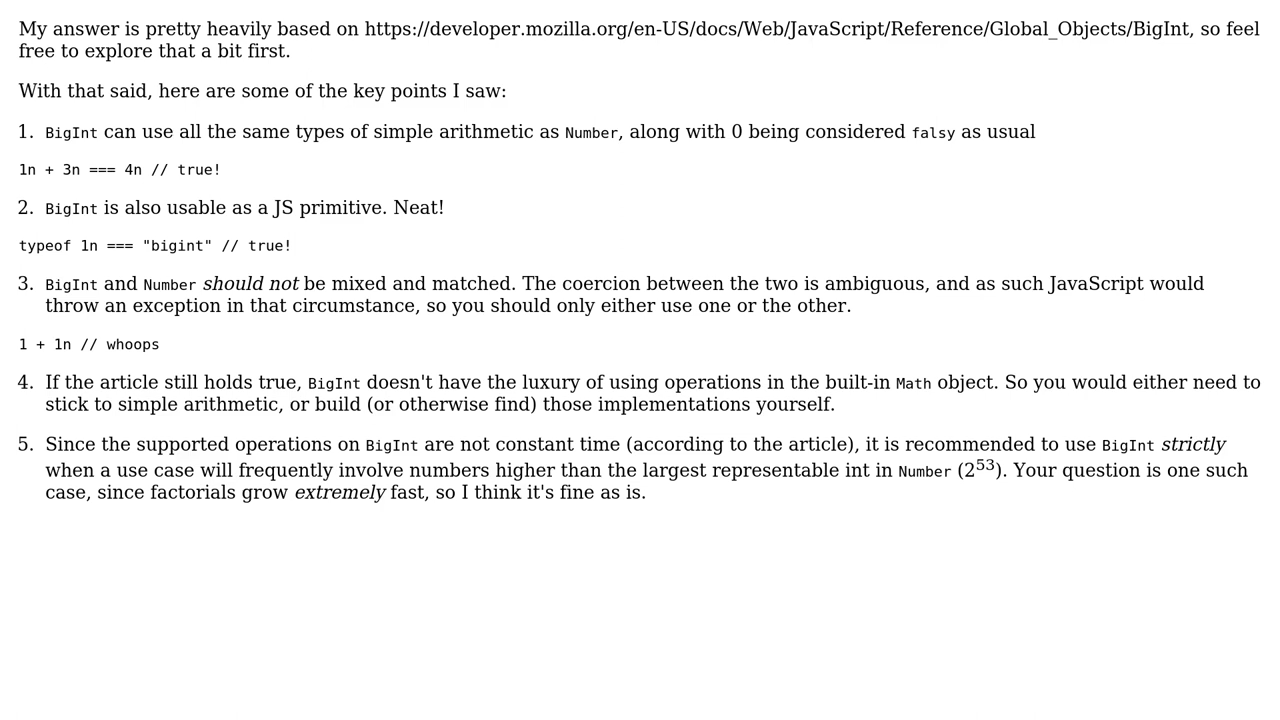 My answer is pretty heavily based on https://developer.mozilla.org/en-US/docs/Web/JavaScript/Reference/Global_Objects/BigInt, so feel
free to explore that a bit first.
With that said, here are some of the key points I saw:
1. BigInt can use all the same types of simple arithmetic as Number, along with 0 being considered falsy as usual
1n + 3n === 4n // true!
2. BigInt is also usable as a JS primitive. Neat!
typeof 1n === "bigint" // true!
3. BigInt and Number should not be mixed and matched. The coercion between the two is ambiguous, and as such JavaScript would
throw an exception in that circumstance, so you should only either use one or the other.
1 + 1n // whoops
4. If the article still holds true, BigInt doesn't have the luxury of using operations in the built-in Math object. So you would either need to
stick to simple arithmetic, or build (or otherwise find) those implementations yourself.
5. Since the supported operations on BigInt are not constant time (according to the article), it is recommended to use BigInt strictly
when a use case will frequently involve numbers higher than the largest representable int in Number (2^53). Your question is one such
case, since factorials grow extremely fast, so I think it's fine as is.